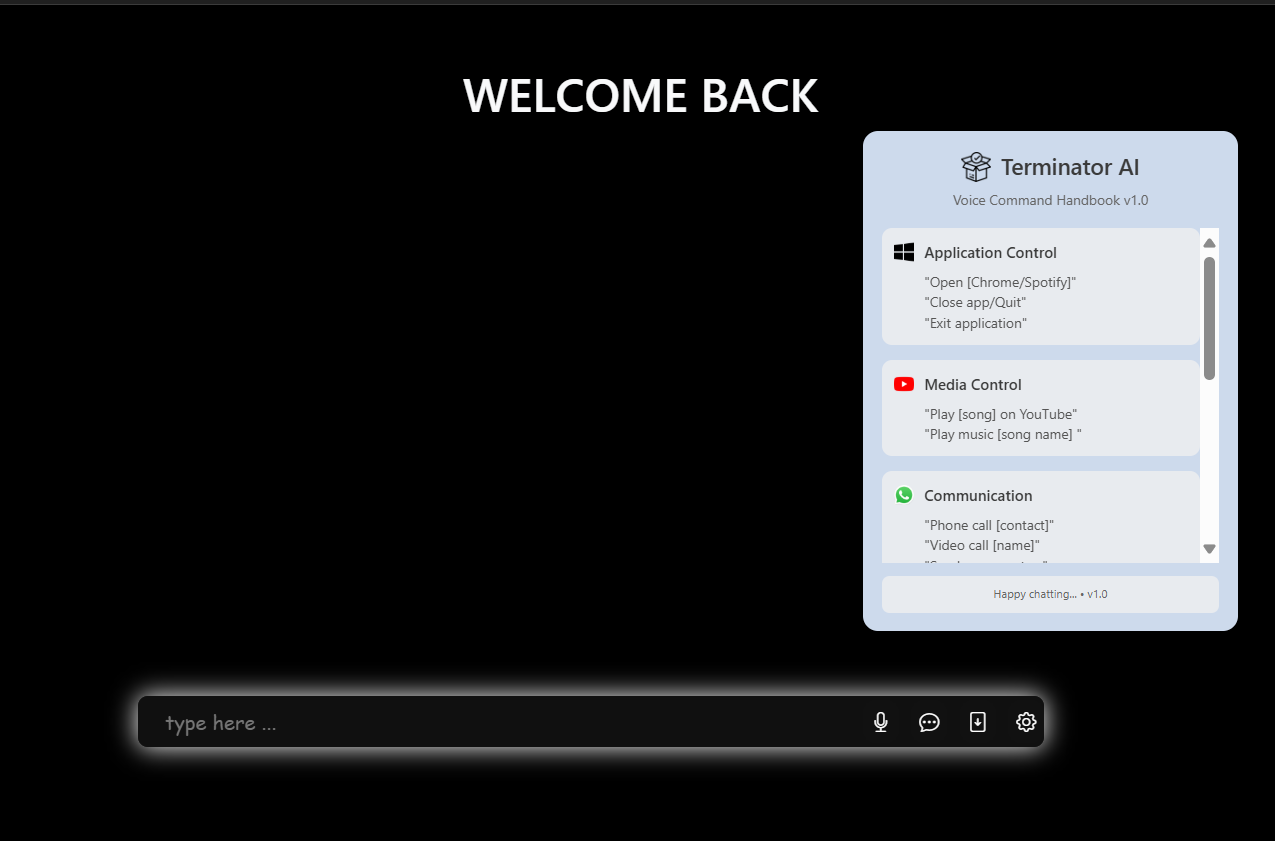 WELCOME BACK
Terminator AI
Voice Command Handbook v1.0
Application Control
"Open [Chrome/Spotify]"
"Close app/Quit"
"Exit application"
Media Control
"Play [song] on YouTube"
"Play music [song name] "
Communication
"Phone call [contact]"
"Video call [name]"
Happy chatting... • v1.0
type here ...